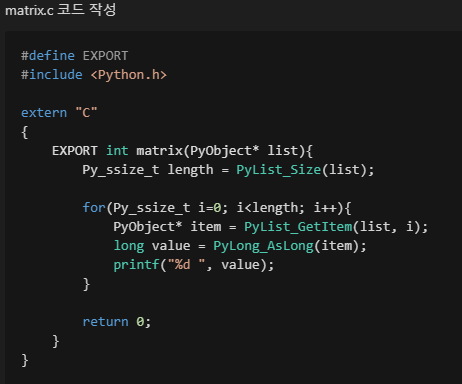 matrix.c 코드 작성
#define EXPORT
#include <Python.h>
extern "C"
{
    EXPORT int matrix(PyObject* list){
        Py_ssize_t length = PyList_Size(list);
        for(Py_ssize_t i=0; i<length; i++){
            PyObject* item = PyList_GetItem(list, i);
            long value = PyLong_AsLong(item);
            printf("%d ", value);
        }
        return 0;
    }
}